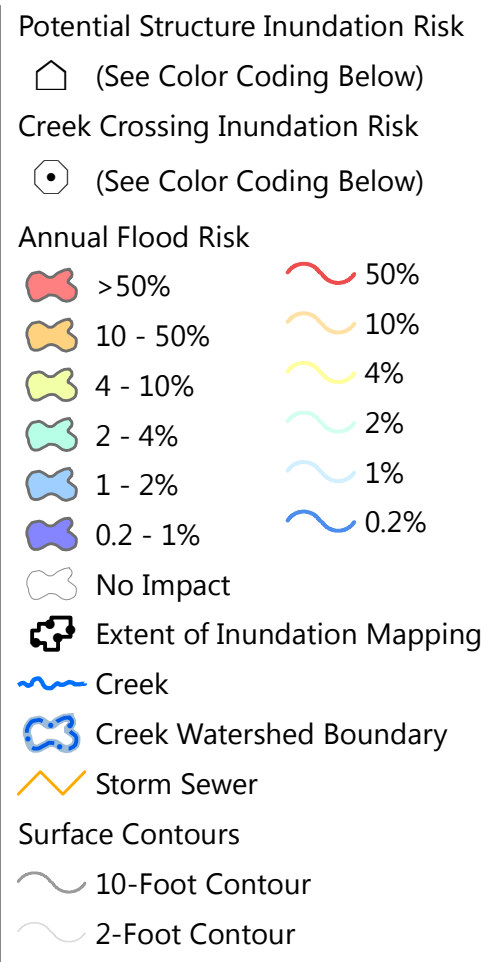 Potential Structure Inundation Risk
(See Color Coding Below)
Creek Crossing Inundation Risk
(See Color Coding Below)
Annual Flood Risk
>50%
10 - 50%
4 - 10%
2 - 4%
1 - 2%
0.2 - 1%
50%
10%
4%
2%
1%
0.2%
No Impact
Extent of Inundation Mapping
Creek
Creek Watershed Boundary
Storm Sewer
Surface Contours
10-Foot Contour
2-Foot Contour